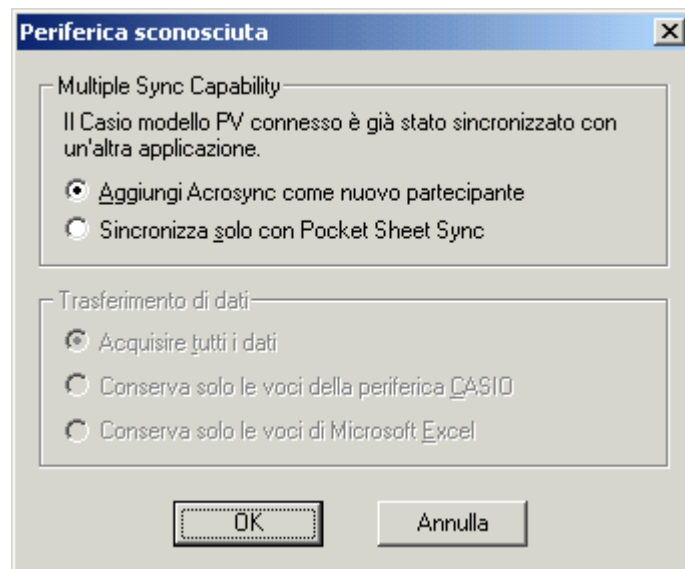 Periferica sconosciuta
Multiple Sync Capability
Il Casio modello PV connesso è già stato sincronizzato con
un'altra applicazione.
Aggiungi Acrosync come nuovo partecipante
Sincronizza solo con Pocket Sheet Sync
Trasferimento di dati
Acquisire tutti i dati
Conserva solo le voci della periferica CASIO
Conserva solo le voci di Microsoft Excel
OK
Annulla